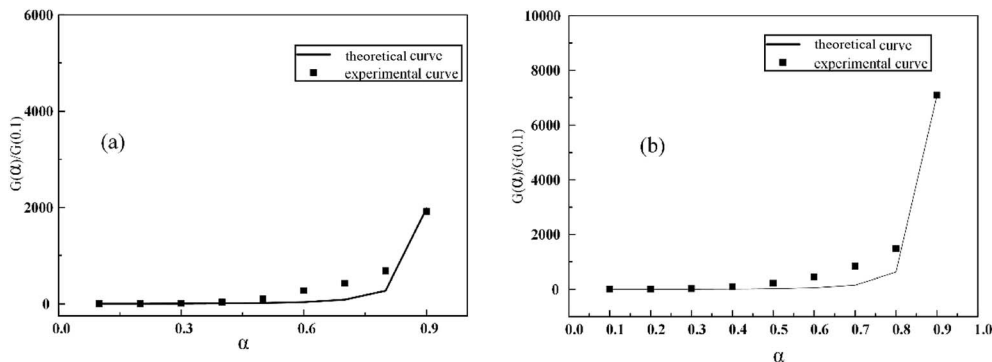 6000
4000
2000
0
G(α)/G(0.1)
0.0 0.3 0.6 0.9
α
(a)
theoretical curve
experimental curve
10000
8000
6000
4000
2000
0
G(α)/G(0.1)
0.0 0.1 0.2 0.3 0.4 0.5 0.6 0.7 0.8 0.9 1.0
α
(b)
theoretical curve
experimental curve